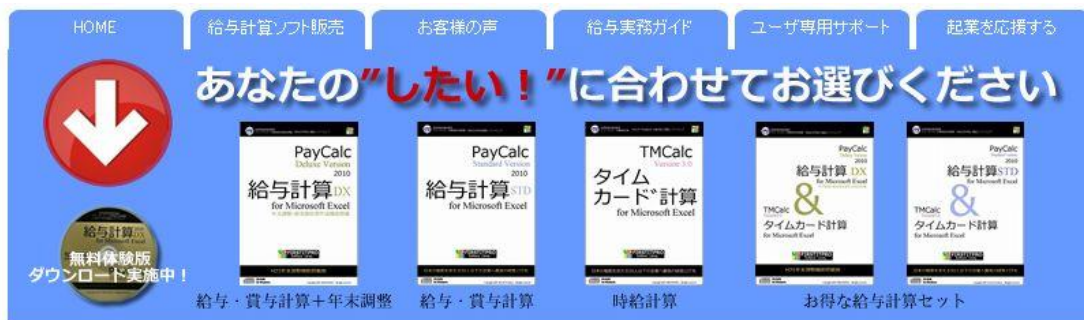 HOME
給与計算ソフト販売
お客様の声
給与実務ガイド
ユーザ専用サポート
起業を応援する
あなたの”したい！”に合わせてお選びください
PayCalc
Deluxe Version
2010
給与計算DX
for Microsoft Excel
PayCalc
Standard Version
2010
給与計算STD
for Microsoft Excel
TMCalc
Version 3.0
タイム
カード計算
for Microsoft Excel
PayCalc
2010
給与計算DX
for Microsoft Excel
&
TMCalc
タイムカード計算
for Microsoft Excel
PayCalc
2010
給与計算STD
for Microsoft Excel
&
TMCalc
タイムカード計算
for Microsoft Excel
給与計算
DX
無料体験版
ダウンロード実施中！
給与・賞与計算＋年末調整
給与・賞与計算
時給計算
お得な給与計算セット